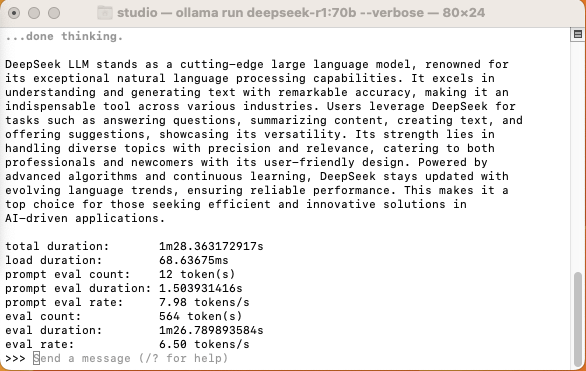 studio — ollama run deepseek-r1:70b --verbose — 80×24
...done thinking.
DeepSeek LLM stands as a cutting-edge large language model, renowned for
its exceptional natural language processing capabilities. It excels in
understanding and generating text with remarkable accuracy, making it an
indispensable tool across various industries. Users leverage DeepSeek for
tasks such as answering questions, summarizing content, creating text, and
offering suggestions, showcasing its versatility. Its strength lies in
handling diverse topics with precision and relevance, catering to both
professionals and newcomers with its user-friendly design. Powered by
advanced algorithms and continuous learning, DeepSeek stays updated with
evolving language trends, ensuring reliable performance. This makes it a
top choice for those seeking efficient and innovative solutions in
AI-driven applications.
total duration:       1m28.363172917s
load duration:        68.63675ms
prompt eval count:    12 token(s)
prompt eval duration: 1.503931416s
prompt eval rate:     7.98 tokens/s
eval count:           564 token(s)
eval duration:        1m26.789893584s
eval rate:            6.50 tokens/s
>>> Send a message (/? for help)